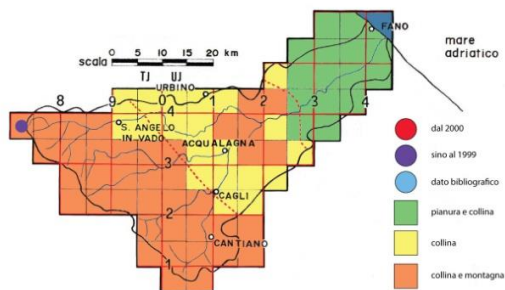 FANO
mare
adriatico
scala 0 5 10 15 20 km
TJ UJ
URBINO
8 9 0 1 2 3 4
4
S. ANGELO
IN VADO
ACQUALAGNA
3
CAGLI
2
CANTIANO
1
dal 2000
sino al 1999
dato bibliografico
pianura e collina
collina
collina e montagna